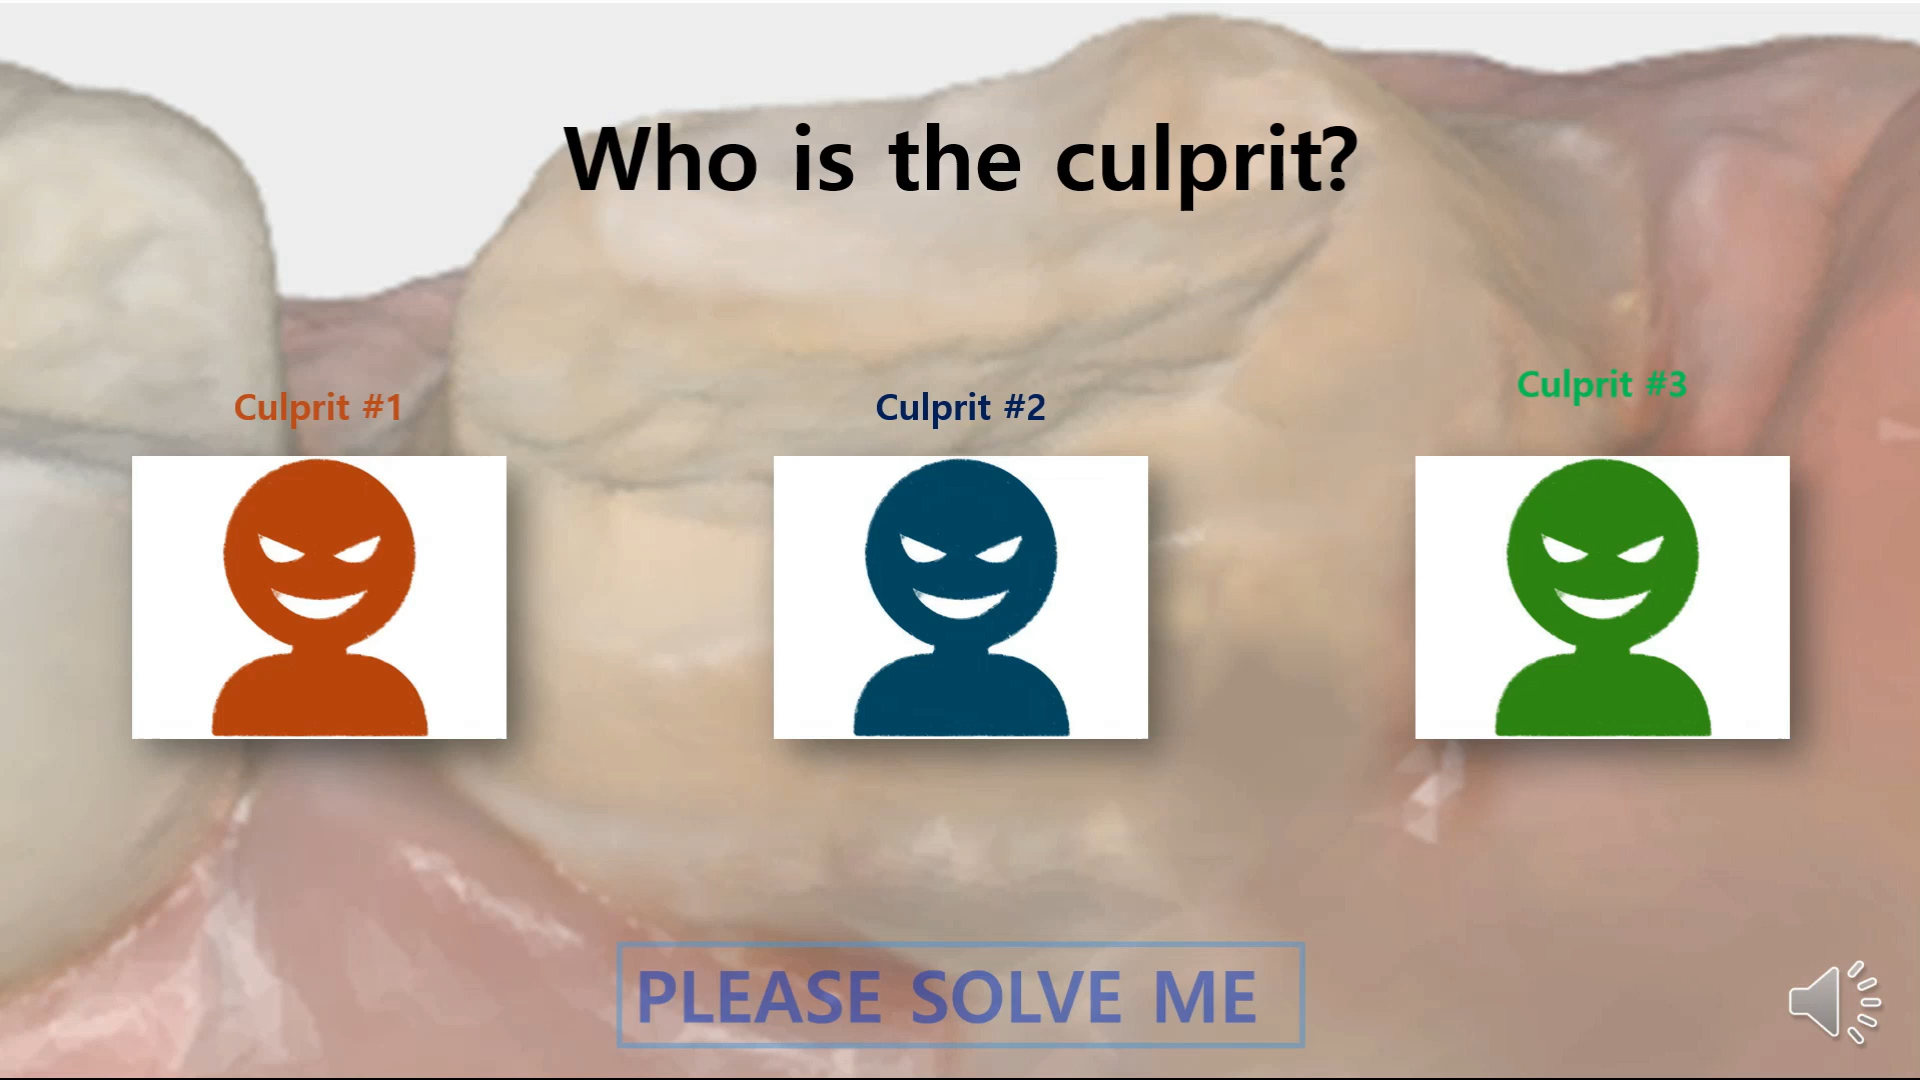 Who is the culprit?
Culprit #1
Culprit #2
Culprit #3
PLEASE SOLVE ME